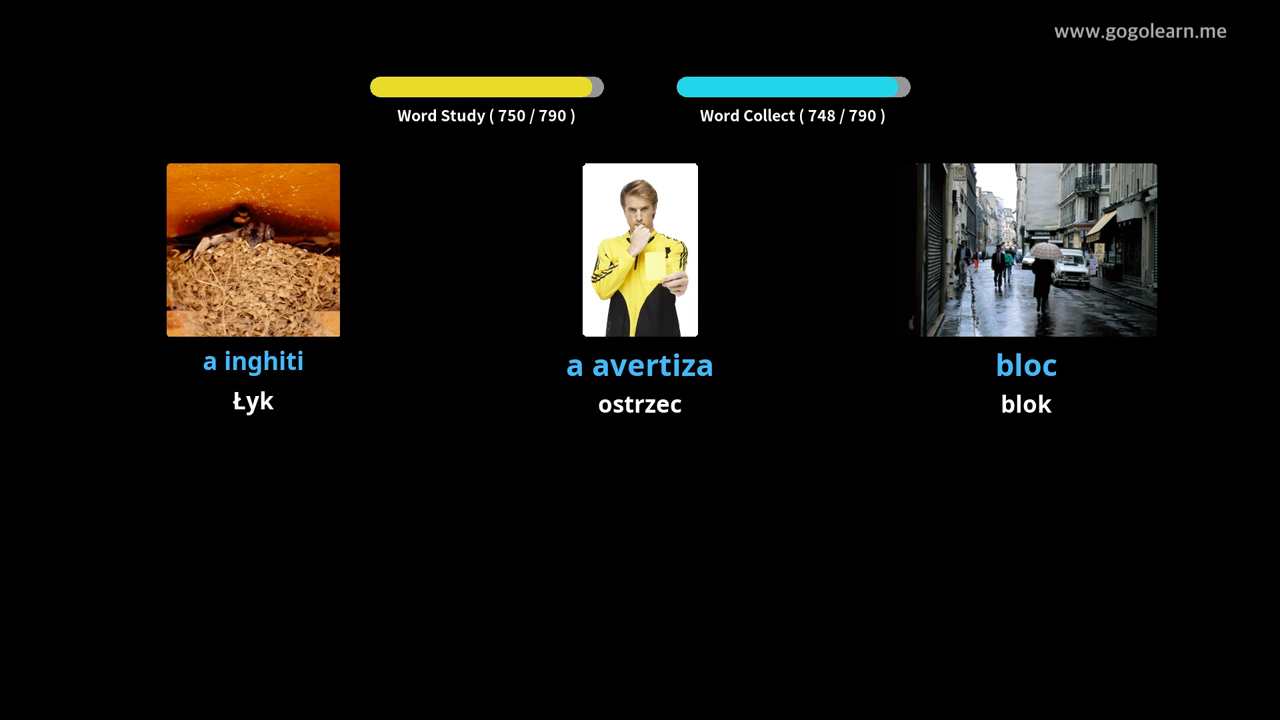 www.gogolearn.me
Word Study ( 750 / 790 )
Word Collect ( 748 / 790 )
a inghiti
Łyk
a avertiza
ostrzec
bloc
blok